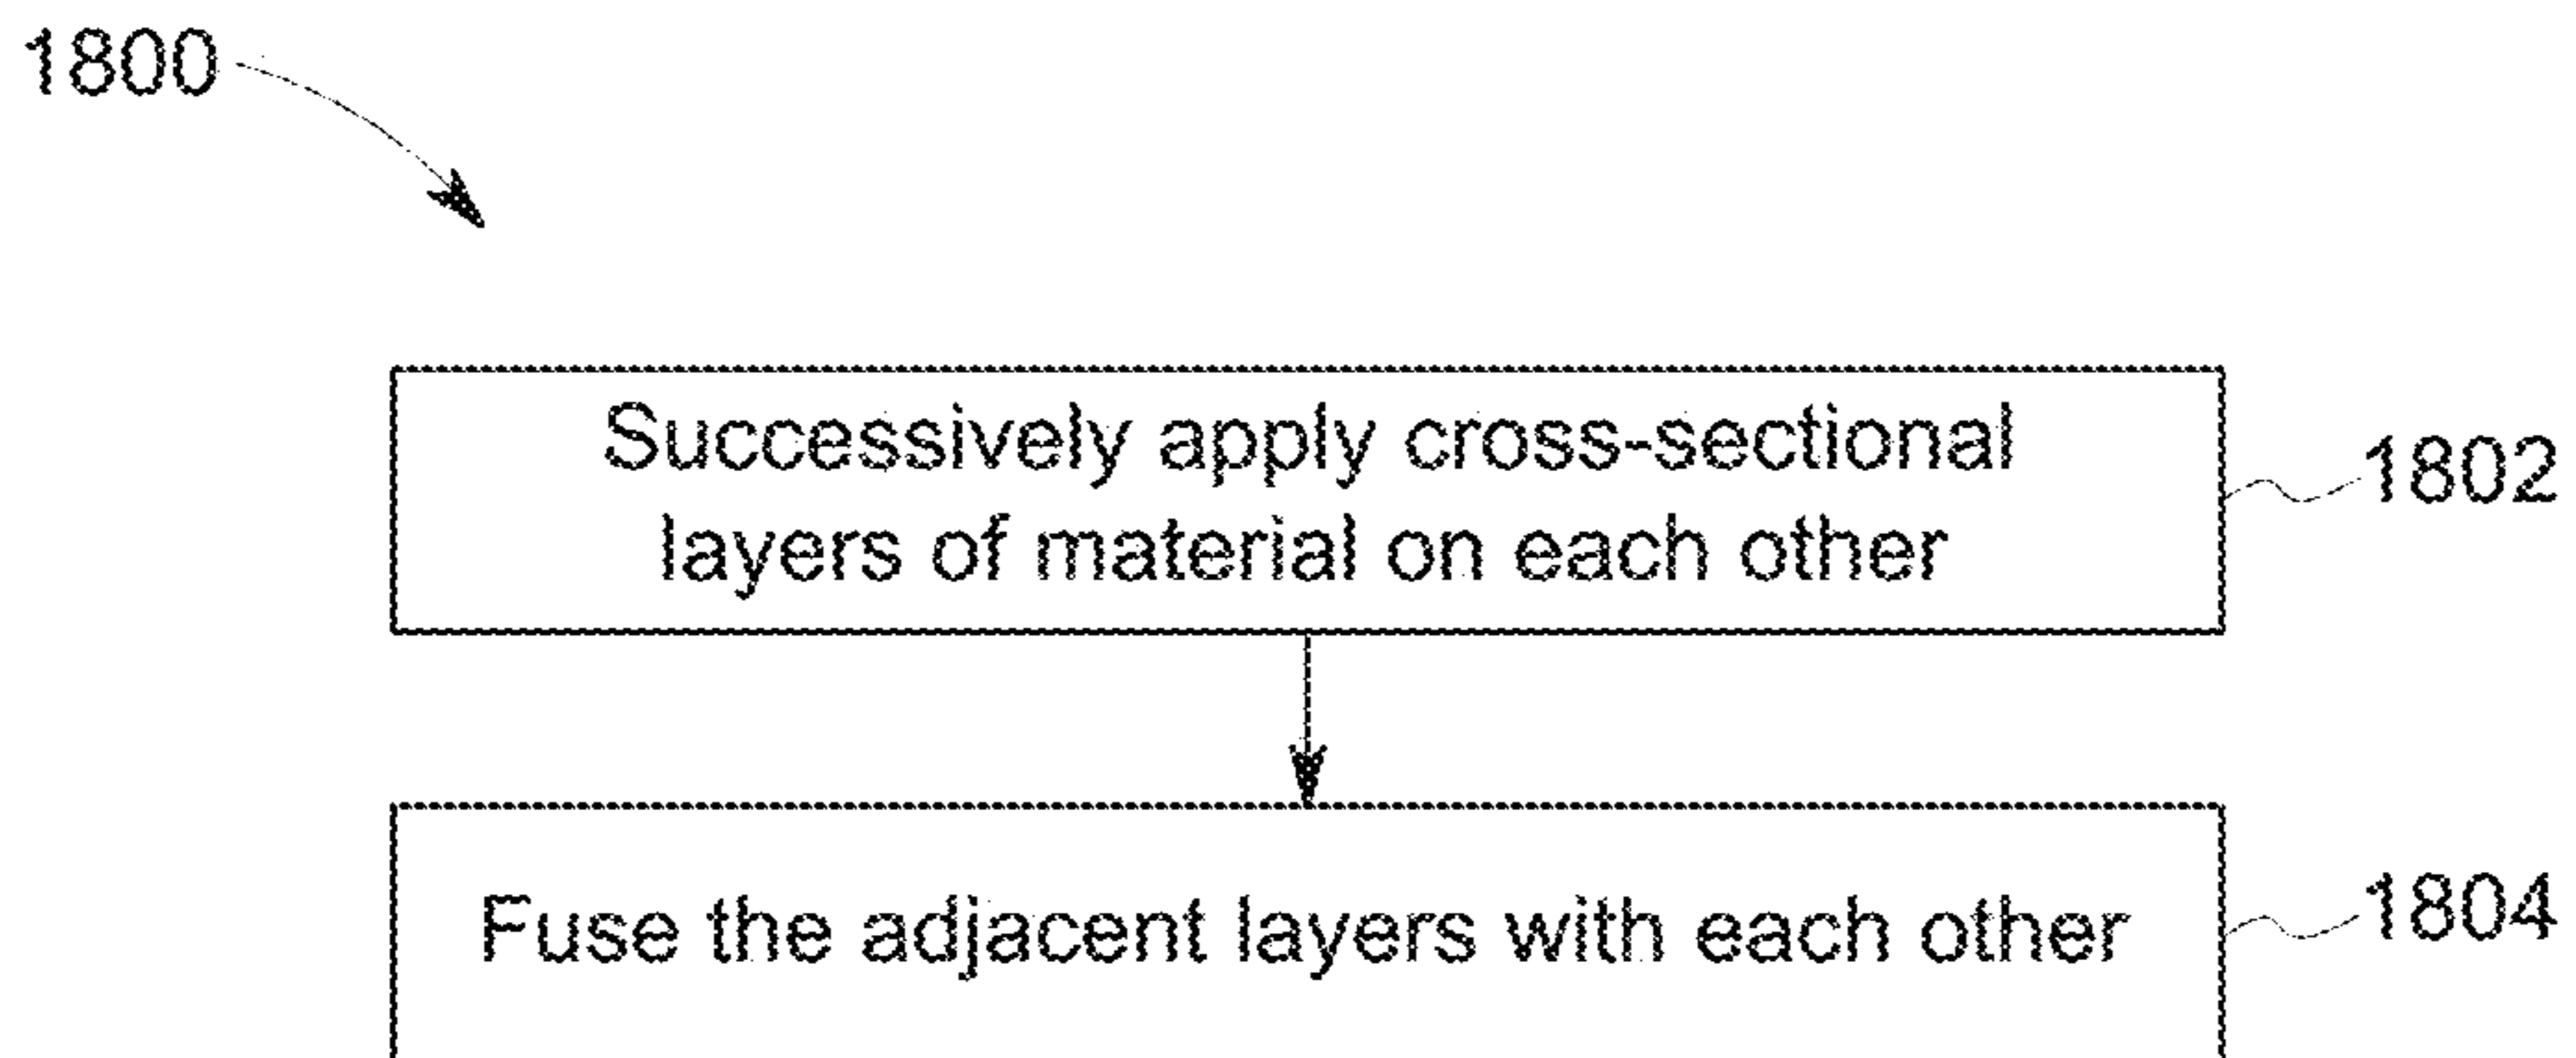 1800
Successively apply cross-sectional
layers of material on each other
1802
Fuse the adjacent layers with each other
1804